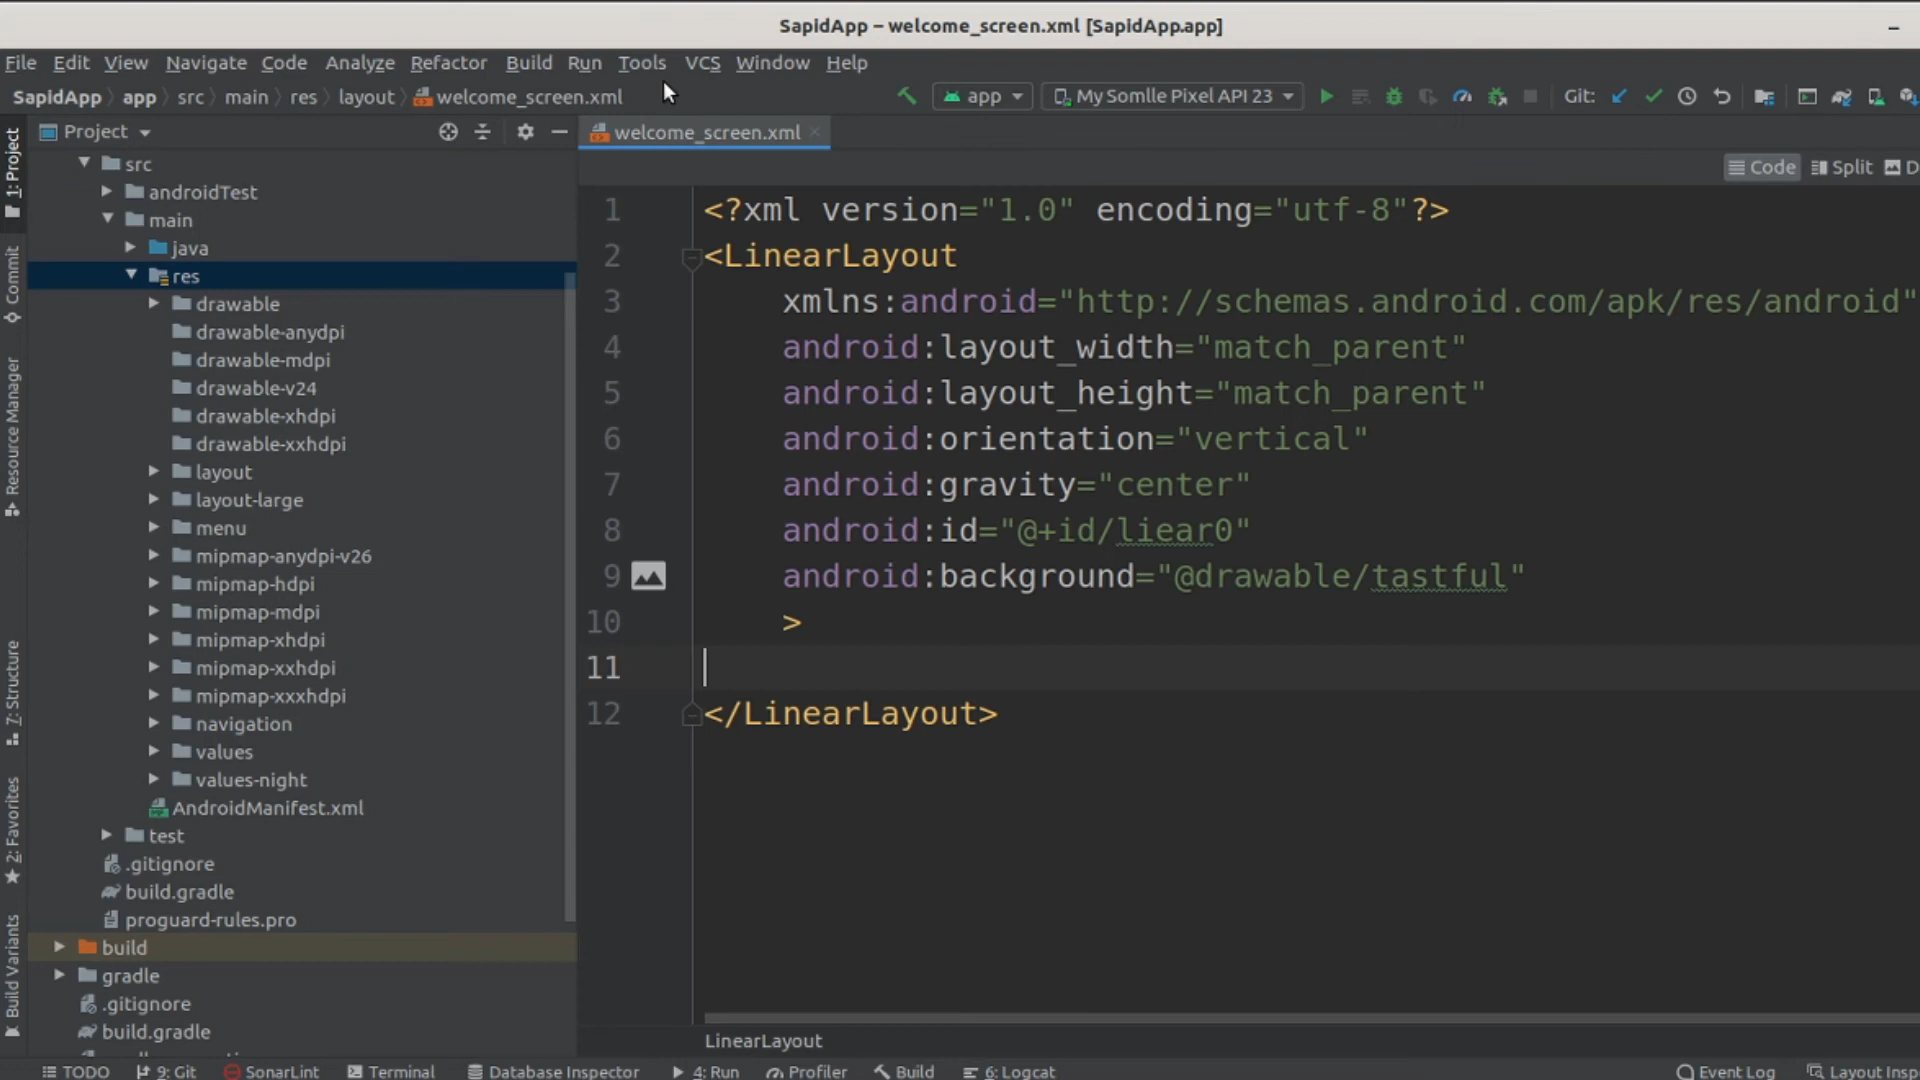 SapidApp – welcome_screen.xml [SapidApp.app]
File Edit View Navigate Code Analyze Refactor Build Run Tools VCS Window Help
SapidApp app src main res layout welcome_screen.xml app My Somlle Pixel API 23 Git:
Project
welcome_screen.xml
Code Split D
1: Project
Commit
Resource Manager
7: Structure
2: Favorites
Build Variants
src
androidTest
main
java
res
drawable
drawable-anydpi
drawable-mdpi
drawable-v24
drawable-xhdpi
drawable-xxhdpi
layout
layout-large
menu
mipmap-anydpi-v26
mipmap-hdpi
mipmap-mdpi
mipmap-xhdpi
mipmap-xxhdpi
mipmap-xxxhdpi
navigation
values
values-night
AndroidManifest.xml
test
.gitignore
build.gradle
proguard-rules.pro
build
gradle
.gitignore
build.gradle
1 <?xml version="1.0" encoding="utf-8"?>
2 <LinearLayout
3 xmlns:android="http://schemas.android.com/apk/res/android"
4 android:layout_width="match_parent"
5 android:layout_height="match_parent"
6 android:orientation="vertical"
7 android:gravity="center"
8 android:id="@+id/liear0"
9 android:background="@drawable/tastful"
10 >
11
12 </LinearLayout>
LinearLayout
TODO 9: Git SonarLint Terminal Database Inspector 4: Run Profiler Build 6: Logcat Event Log Layout Insp